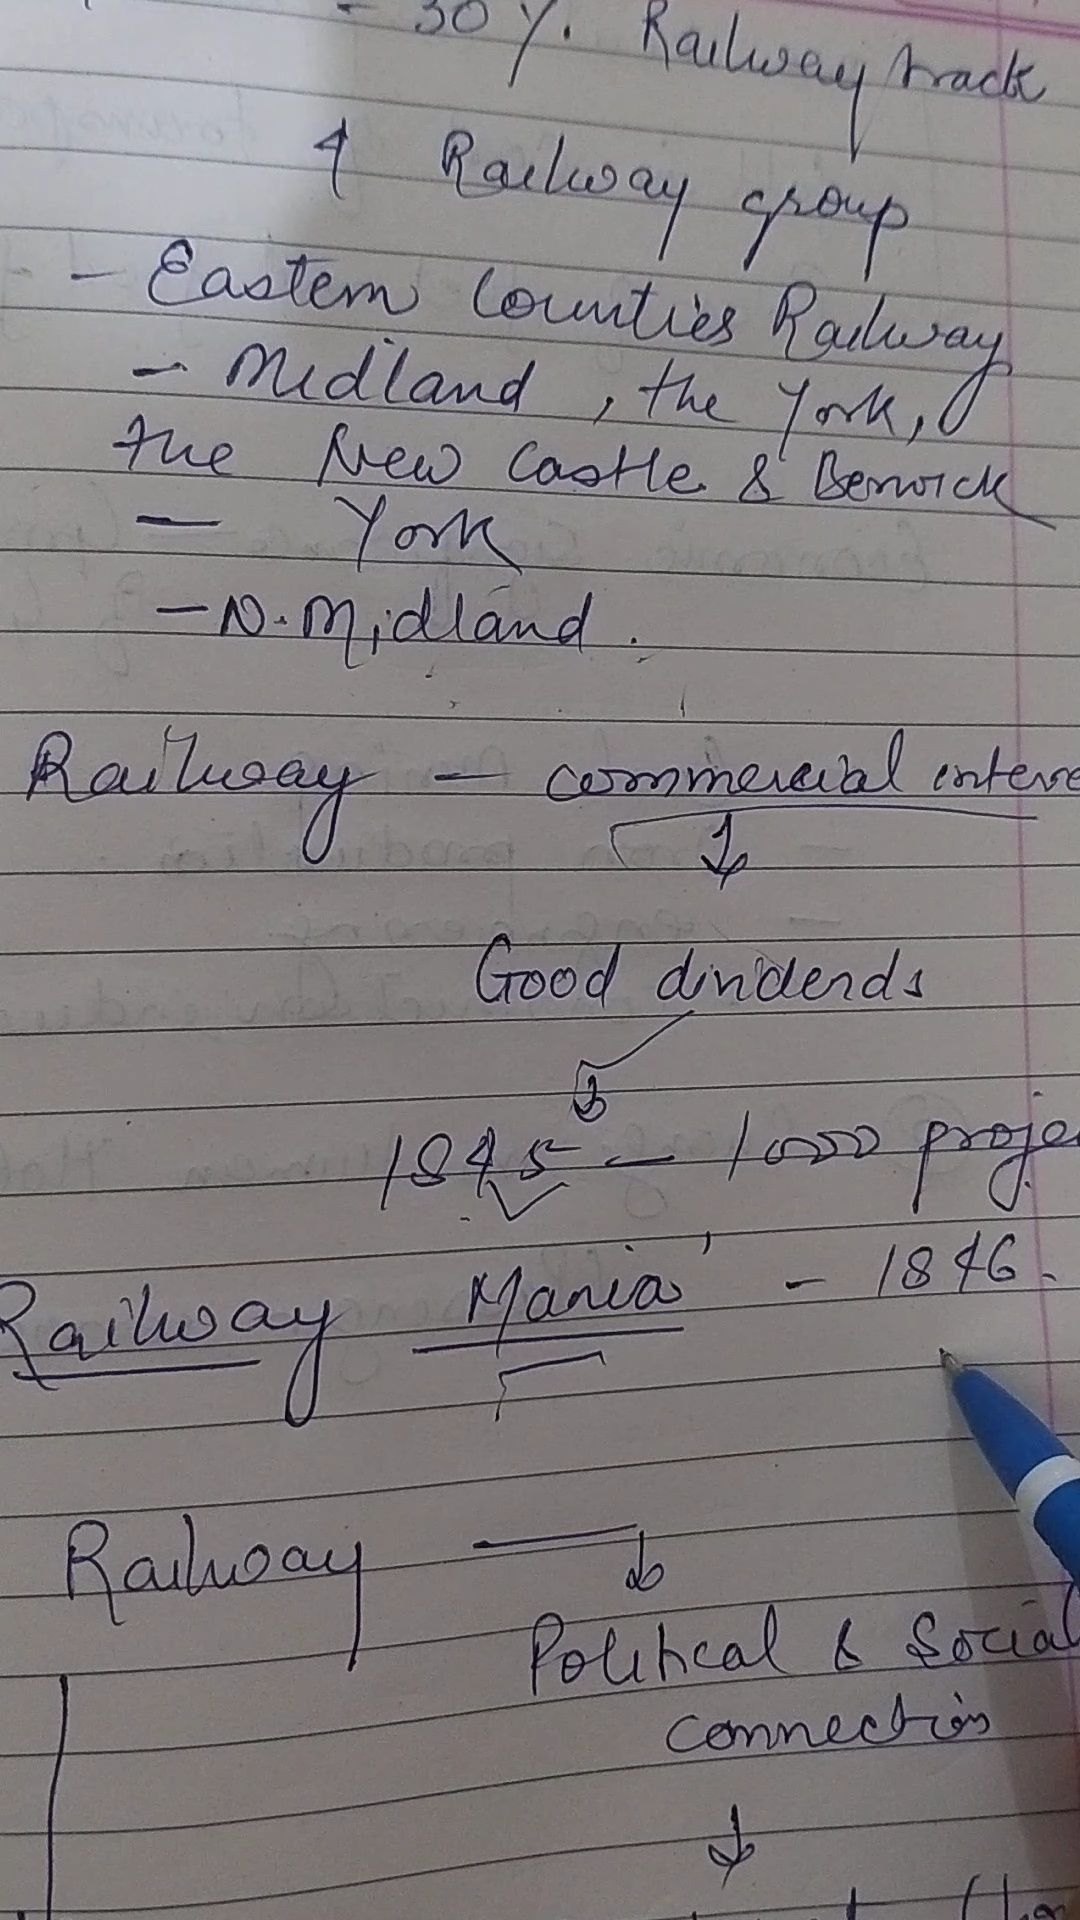 - 30%. Railway track
4 Railway group
- Eastern Counties Railway
- Midland, the York,
the New Castle & Berwick
- York
- N. Midland.
Railway - commercial intere
Good dividends
1845 - 1000 proje
Railway Mania' - 1846.
Railway
Political & Social
connection